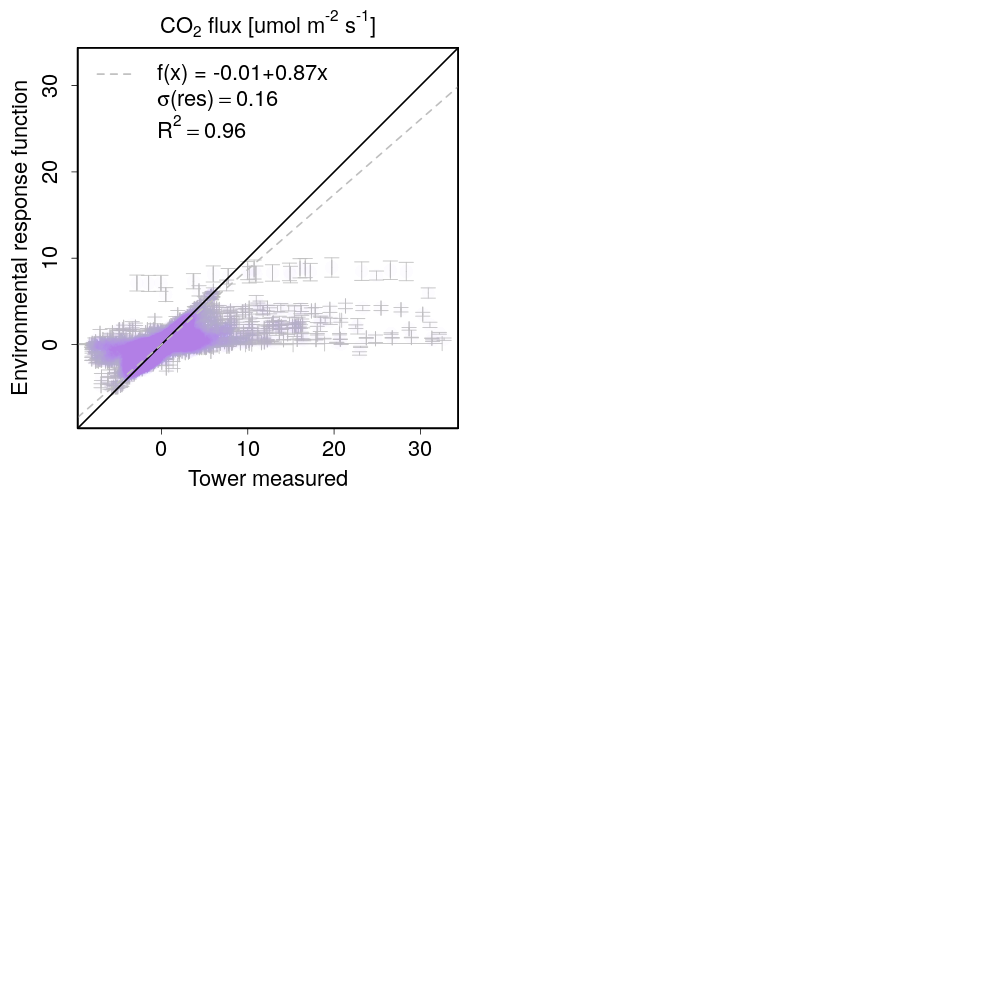 CO₂ flux [umol m⁻² s⁻¹]
f(x) = -0.01+0.87x
σ(res) = 0.16
R² = 0.96
Environmental response function
30
20
10
0
0 10 20 30
Tower measured